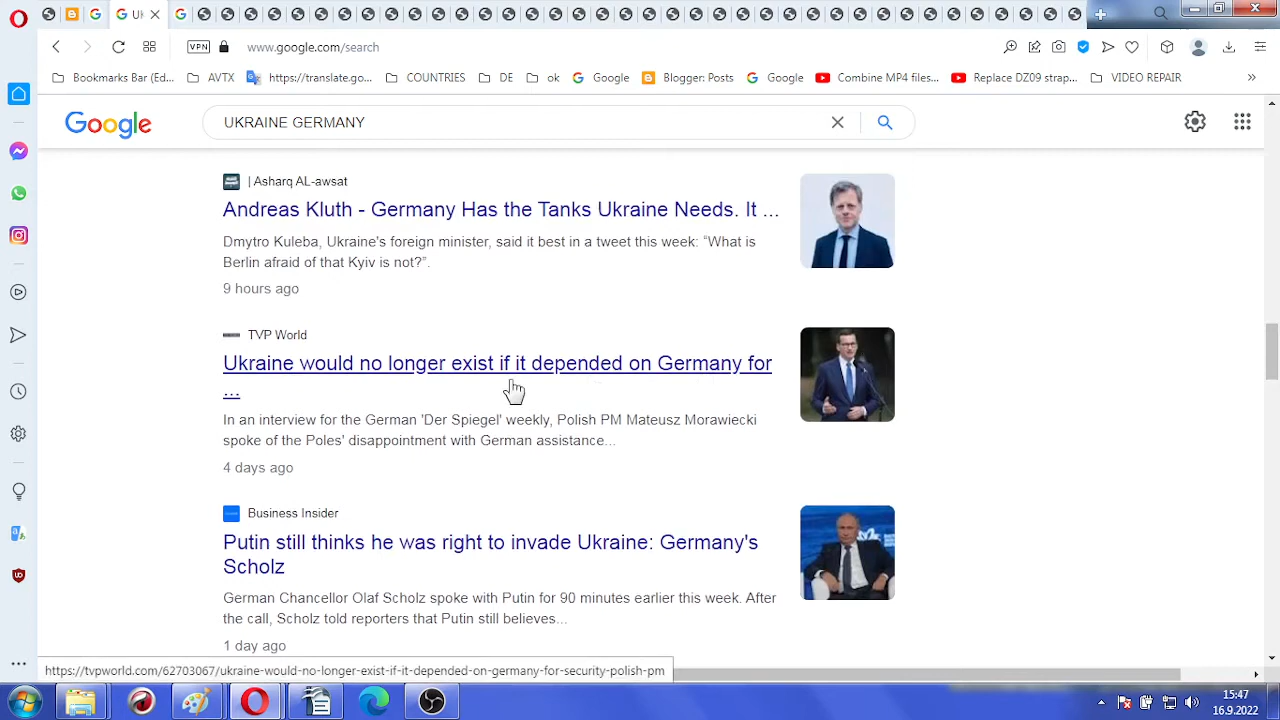 Uk
www.google.com/search
VPN
Bookmarks Bar (Ed...
AVTX
https://translate.go...
COUNTRIES
DE
ok
Google
Blogger: Posts
Google
Combine MP4 files...
Replace DZ09 strap...
VIDEO REPAIR
Google
UKRAINE GERMANY
| Asharq AL-awsat
Andreas Kluth - Germany Has the Tanks Ukraine Needs. It ...
Dmytro Kuleba, Ukraine's foreign minister, said it best in a tweet this week: “What is
Berlin afraid of that Kyiv is not?”.
9 hours ago
TVP World
Ukraine would no longer exist if it depended on Germany for
...
In an interview for the German 'Der Spiegel' weekly, Polish PM Mateusz Morawiecki
spoke of the Poles' disappointment with German assistance...
4 days ago
Business Insider
Putin still thinks he was right to invade Ukraine: Germany's
Scholz
German Chancellor Olaf Scholz spoke with Putin for 90 minutes earlier this week. After
the call, Scholz told reporters that Putin still believes...
1 day ago
https://tvpworld.com/62703067/ukraine-would-no-longer-exist-if-it-depended-on-germany-for-security-polish-pm
15:47
16.9.2022